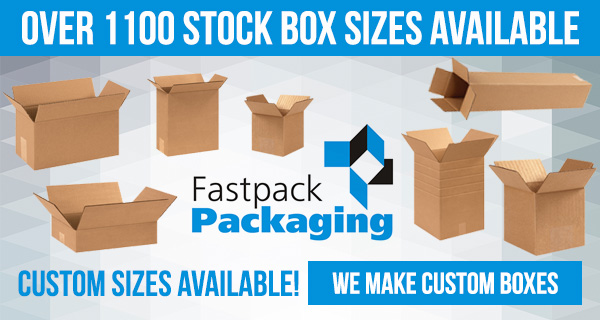 OVER 1100 STOCK BOX SIZES AVAILABLE
Fastpack
Packaging
CUSTOM SIZES AVAILABLE!
WE MAKE CUSTOM BOXES